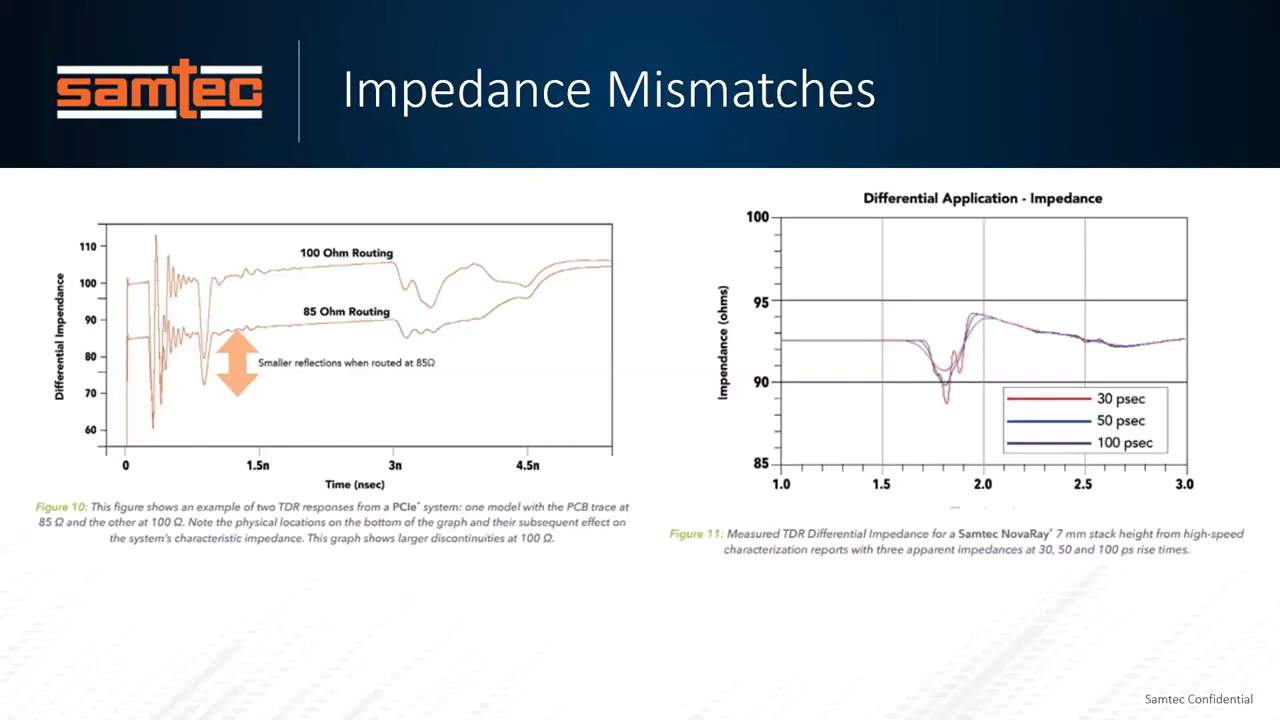 samtec
Impedance Mismatches
110
100
90
80
70
60
Differential Impendance
100 Ohm Routing
85 Ohm Routing
Smaller reflections when routed at 85Ω
0
1.5n
3n
4.5n
Time (nsec)
Figure 10: This figure shows an example of two TDR responses from a PCIe® system: one model with the PCB trace at
85 Ω and the other at 100 Ω. Note the physical locations on the bottom of the graph and their subsequent effect on
the system's characteristic impedance. This graph shows larger discontinuities at 100 Ω.
Differential Application - Impedance
100
95
90
85
Impendance (ohms)
30 psec
50 psec
100 psec
1.0
1.5
2.0
2.5
3.0
Figure 11: Measured TDR Differential Impedance for a Samtec NovaRay® 7 mm stack height from high-speed
characterization reports with three apparent impedances at 30, 50 and 100 ps rise times.
Samtec Confidential